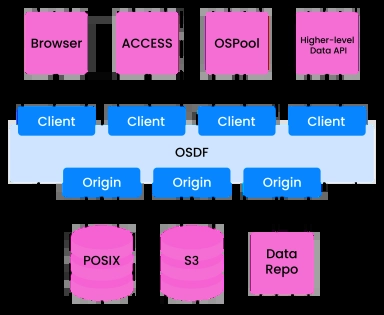 Browser
ACCESS
OSPool
Higher-level
Data API
Client
Client
Client
Client
OSDF
Origin
Origin
Origin
POSIX
S3
Data
Repo